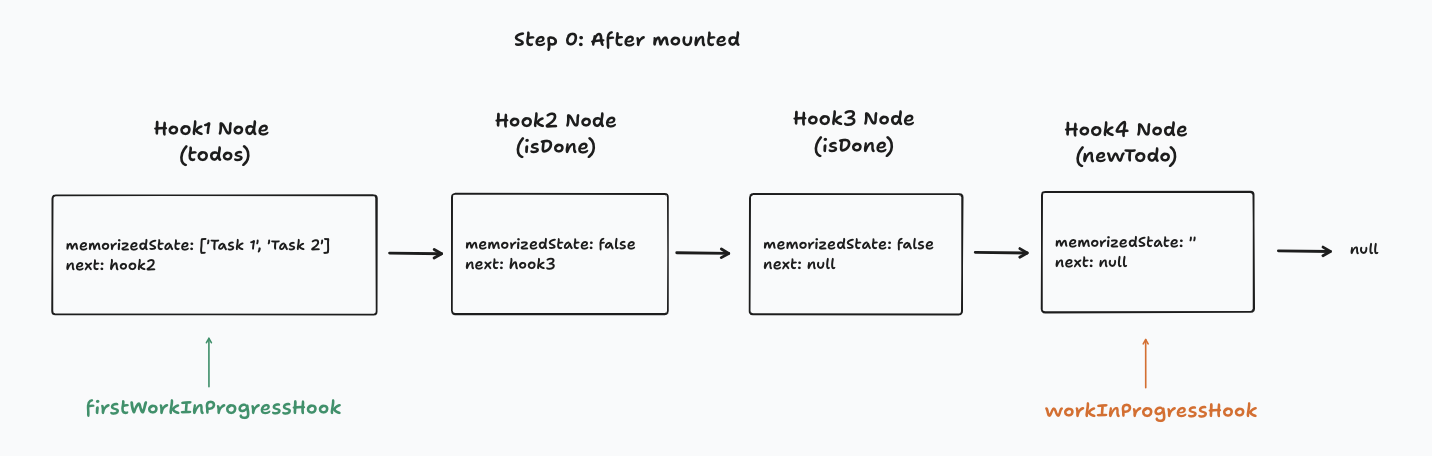 Step 0: After mounted
Hook1 Node
(todos)
Hook2 Node
(isDone)
Hook3 Node
(isDone)
Hook4 Node
(newTodo)
memorizedState: ['Task 1', 'Task 2']
next: hook2
memorizedState: false
next: hook3
memorizedState: false
next: null
memorizedState: ''
next: null
null
firstWorkInProgressHook
workInProgressHook